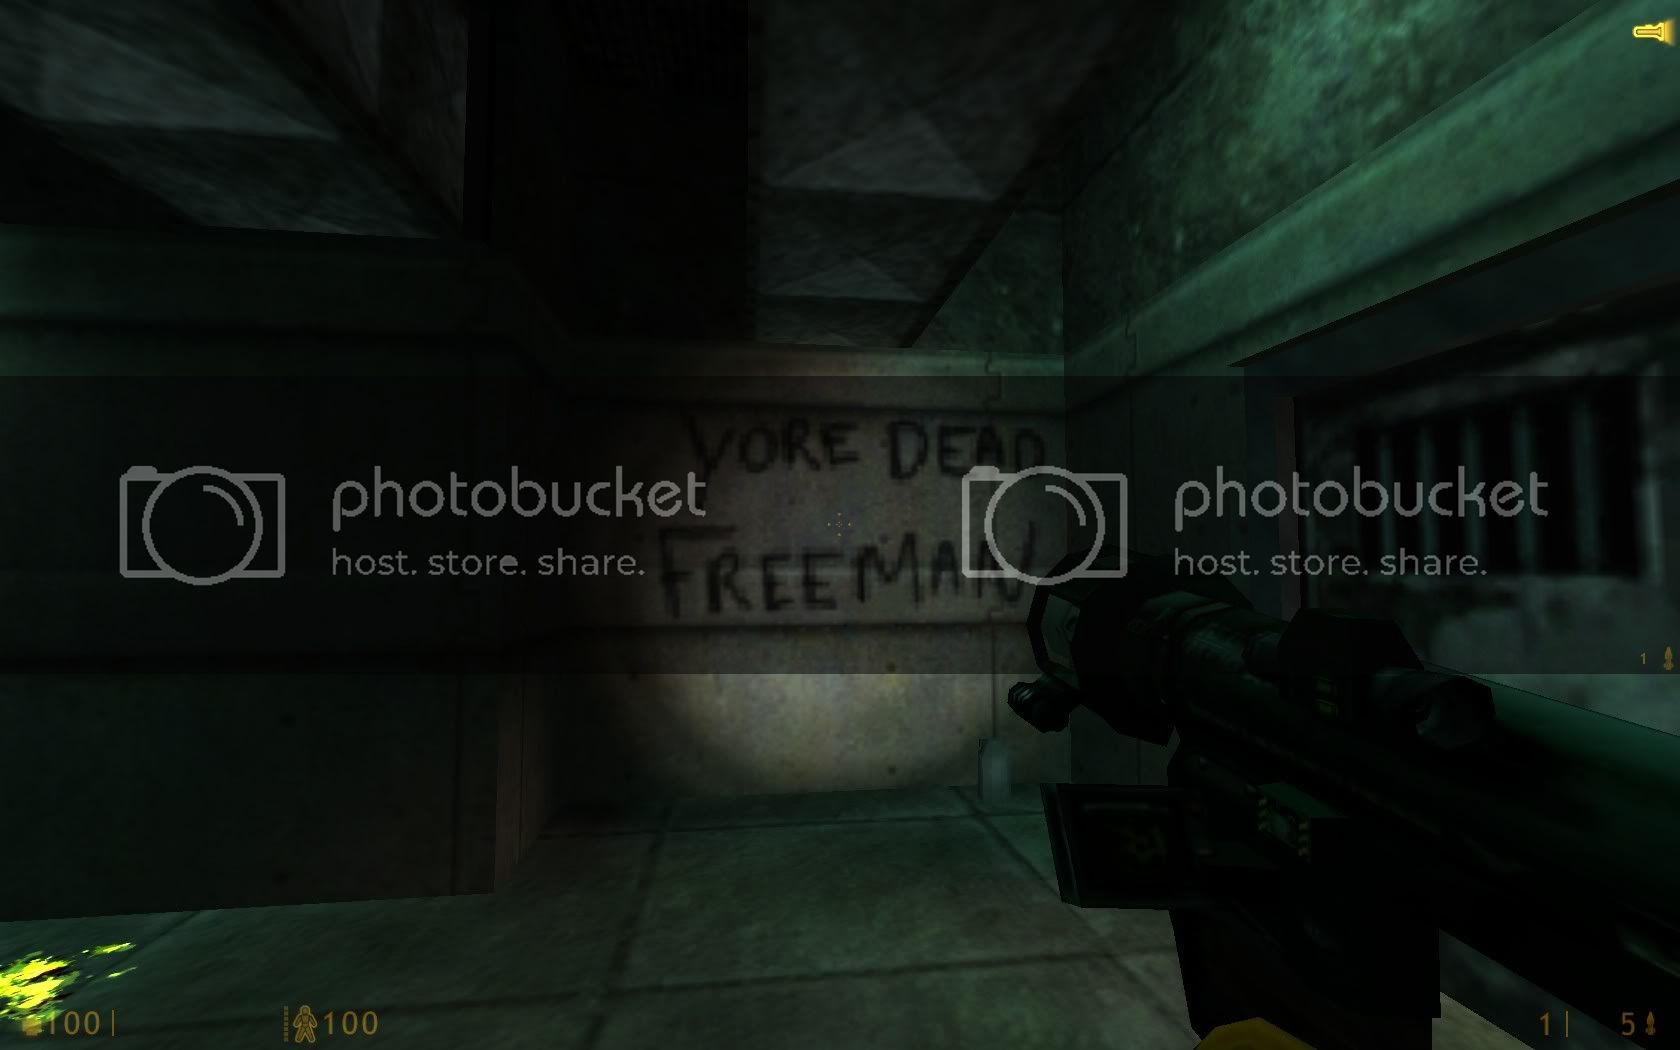 YORE DEAD
FREEMAN
photobucket
host. store. share.
photobucket
host. store. share.
1
100
100
1 5